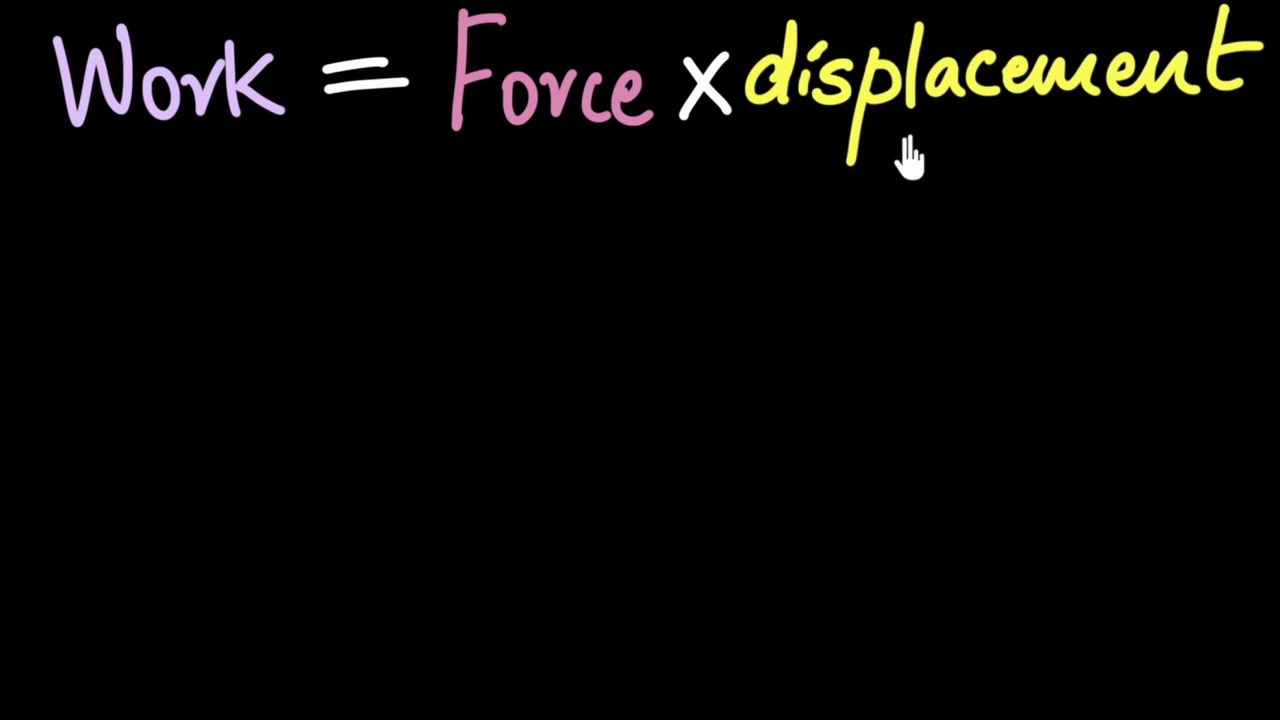 Work = Force x displacement